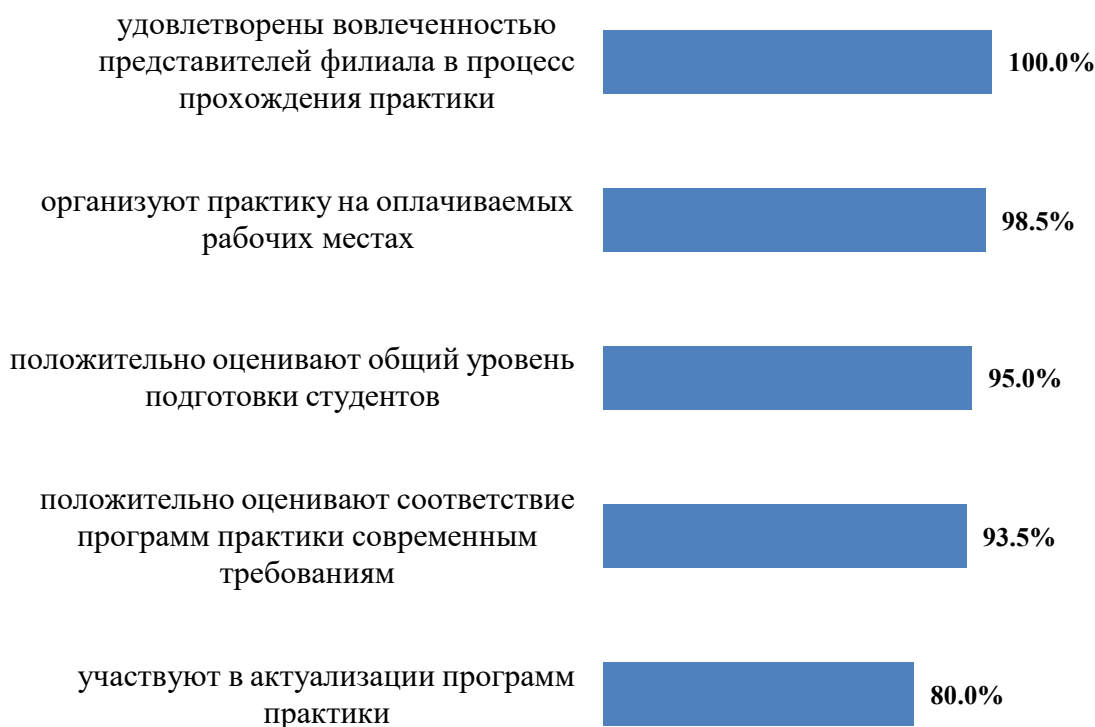 удовлетворены вовлеченностью
представителей филиала в процесс
прохождения практики
100.0%
организуют практику на оплачиваемых
рабочих местах
98.5%
положительно оценивают общий уровень
подготовки студентов
95.0%
положительно оценивают соответствие
программ практики современным
требованиям
93.5%
участвуют в актуализации программ
практики
80.0%